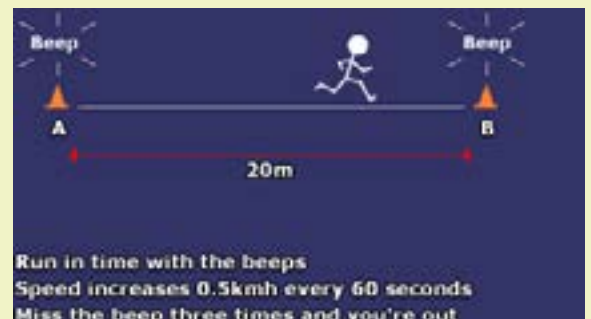 Beep Beep
A B
20m
Run in time with the beeps
Speed increases 0.5kmh every 60 seconds
Miss the beep three times and you're out